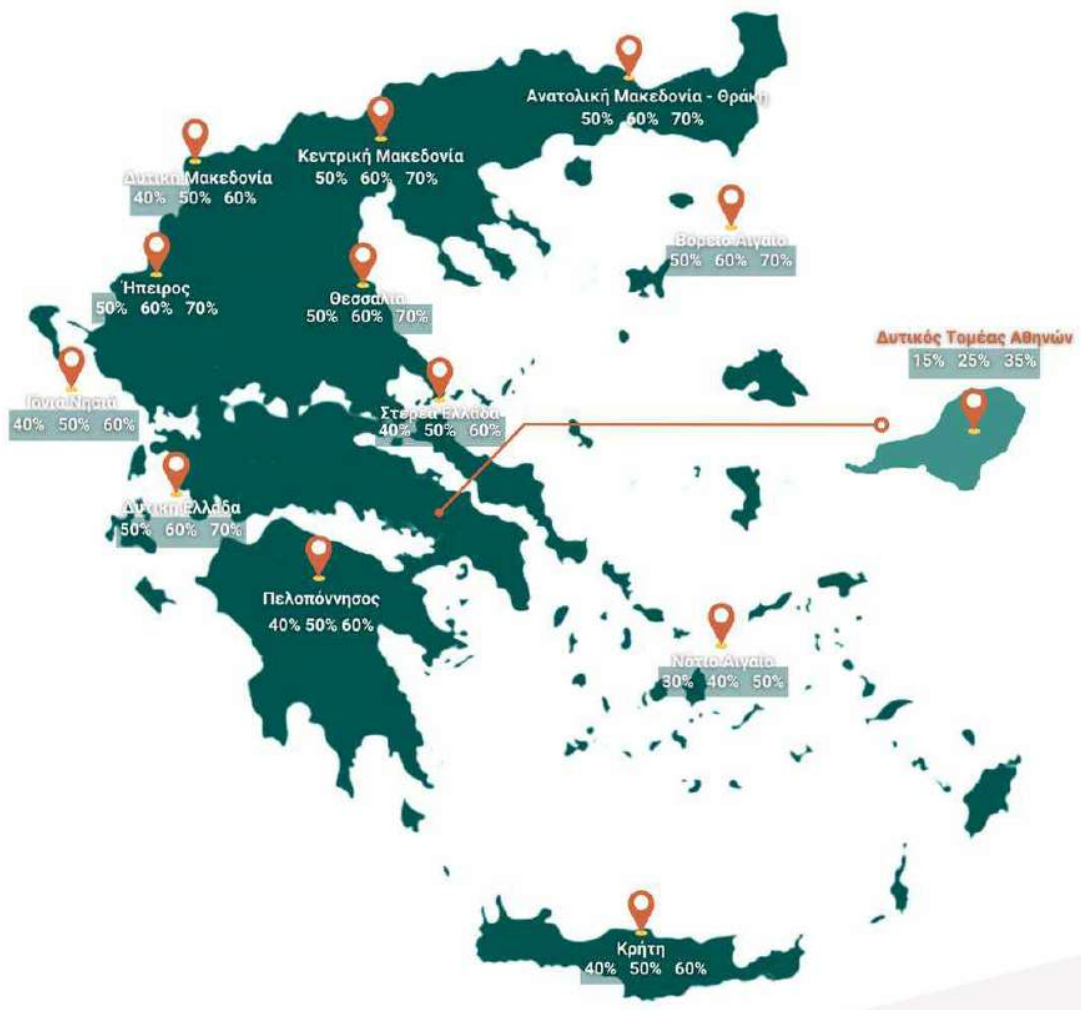 Ανατολική Μακεδονία - Θράκη
50% 60% 70%
Κεντρική Μακεδονία
50% 60% 70%
Δυτική Μακεδονία
40% 50% 60%
Βόρειο Αιγαίο
50% 60% 70%
Ήπειρος
50% 60% 70%
Θεσσαλία
50% 60% 70%
Δυτικός Τομέας Αθηνών
15% 25% 35%
Ιόνια Νησιά
40% 50% 60%
Στερεά Ελλάδα
40% 50% 60%
Δυτική Ελλάδα
50% 60% 70%
Πελοπόννησος
40% 50% 60%
Νότιο Αιγαίο
30% 40% 50%
Κρήτη
40% 50% 60%